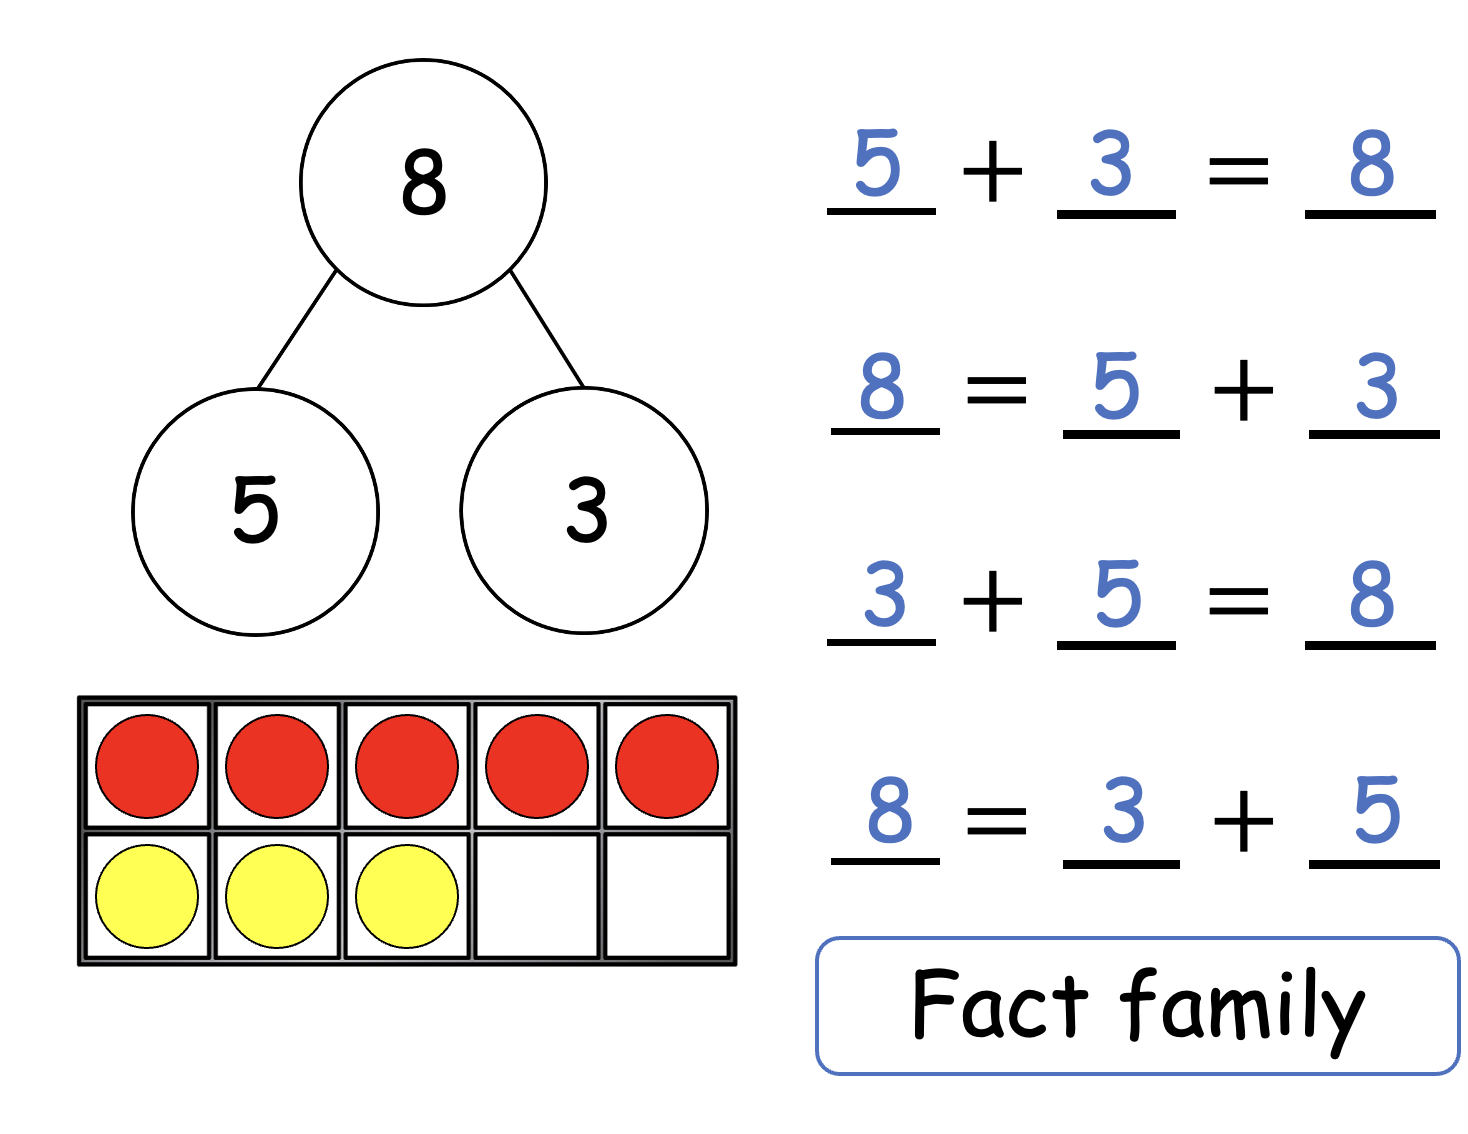 8
5 3
5 + 3 = 8
8 = 5 + 3
3 + 5 = 8
8 = 3 + 5
Fact family